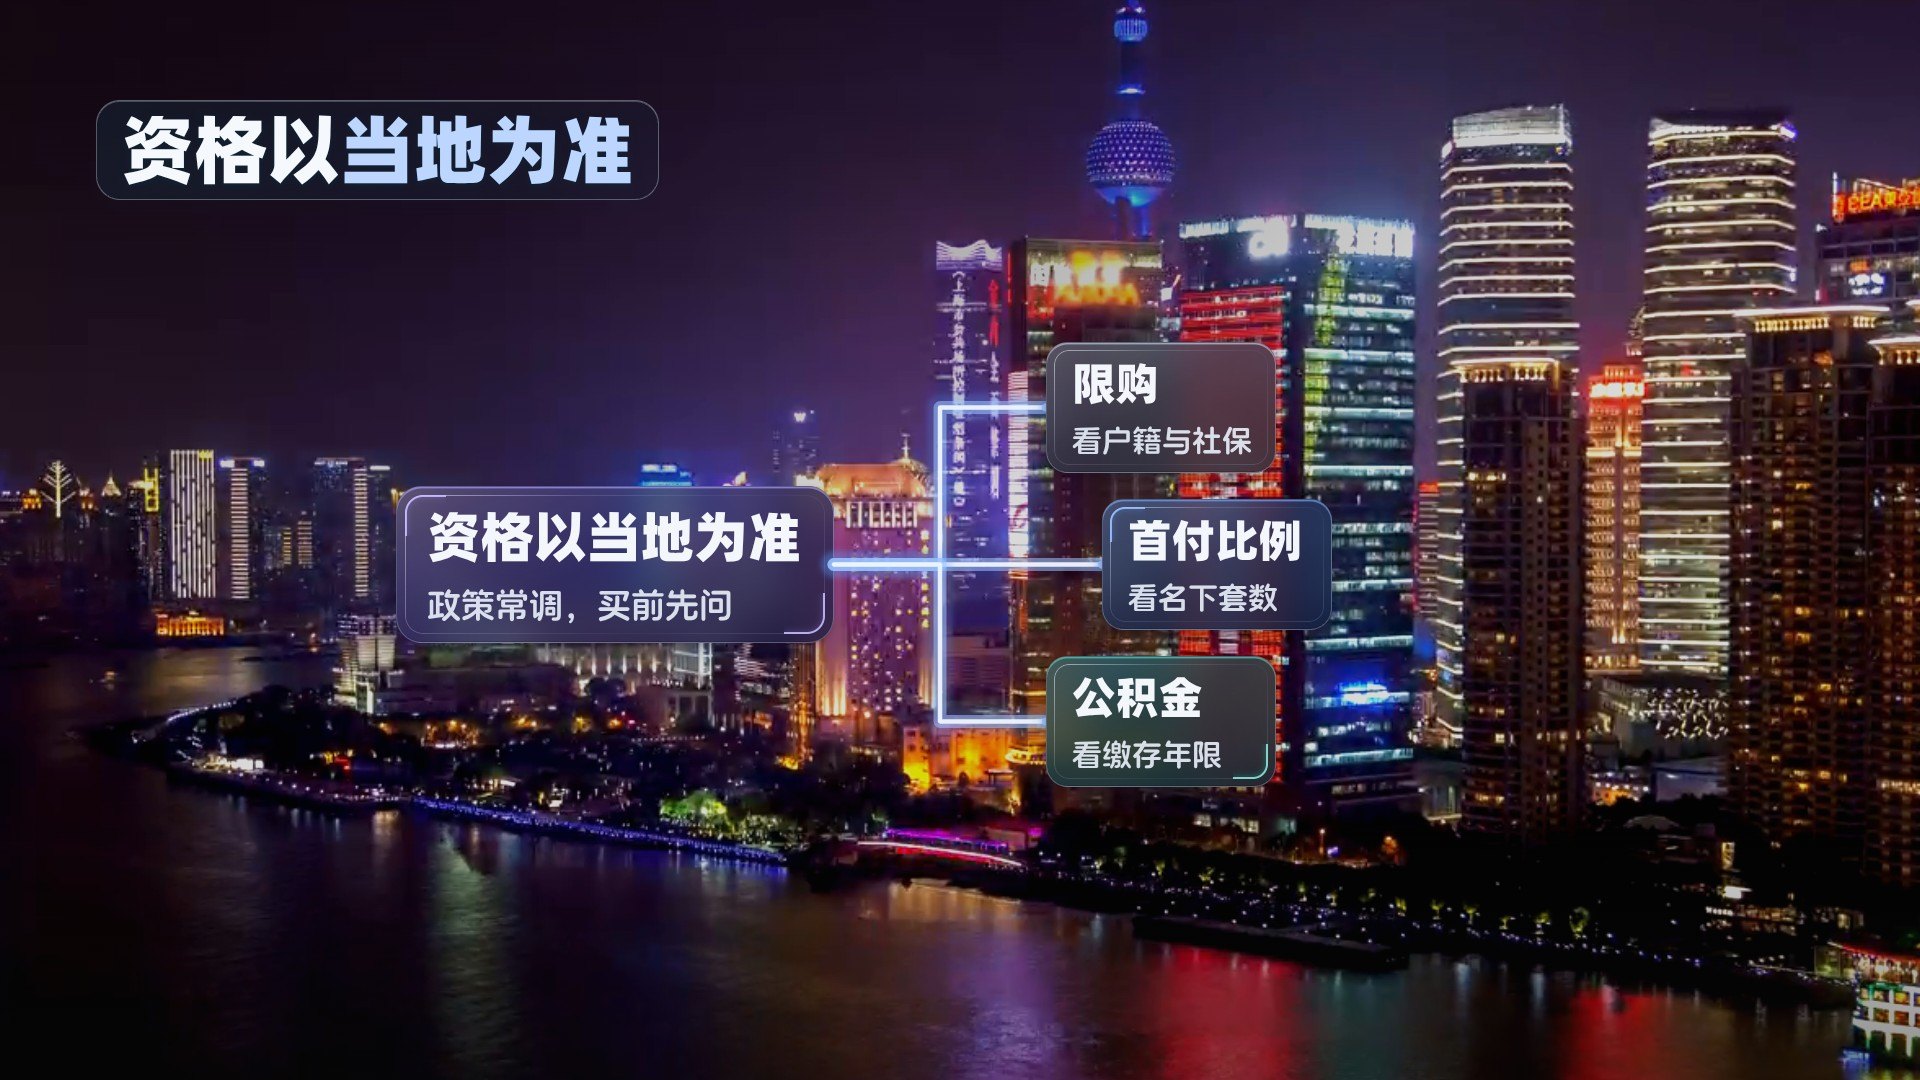 资格以当地为准
限购
看户籍与社保
资格以当地为准
政策常调，买前先问
首付比例
看名下套数
公积金
看缴存年限